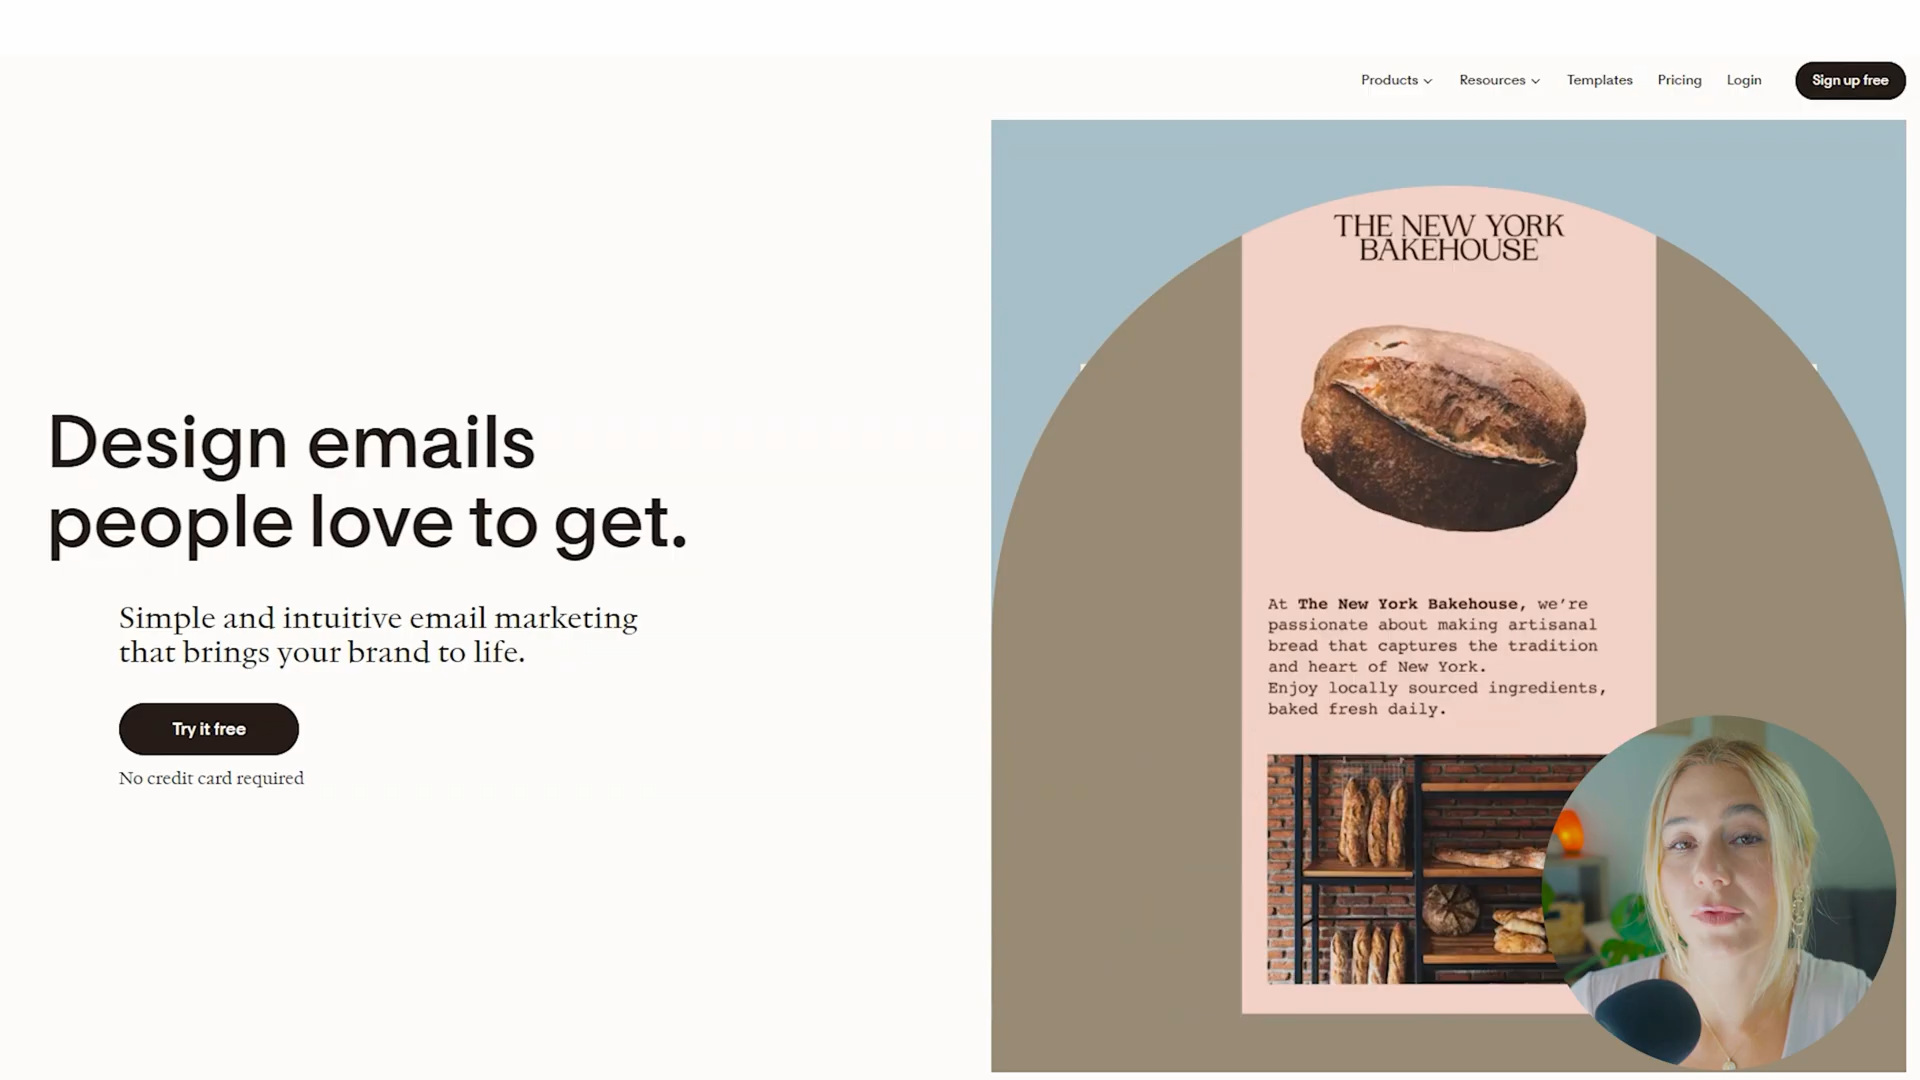 Products
Resources
Templates
Pricing
Login
Sign up free
Design emails
people love to get.
Simple and intuitive email marketing
that brings your brand to life.
Try it free
No credit card required
THE NEW YORK
BAKEHOUSE
At The New York Bakehouse, we're
passionate about making artisanal
bread that captures the tradition
and heart of New York.
Enjoy locally sourced ingredients,
baked fresh daily.